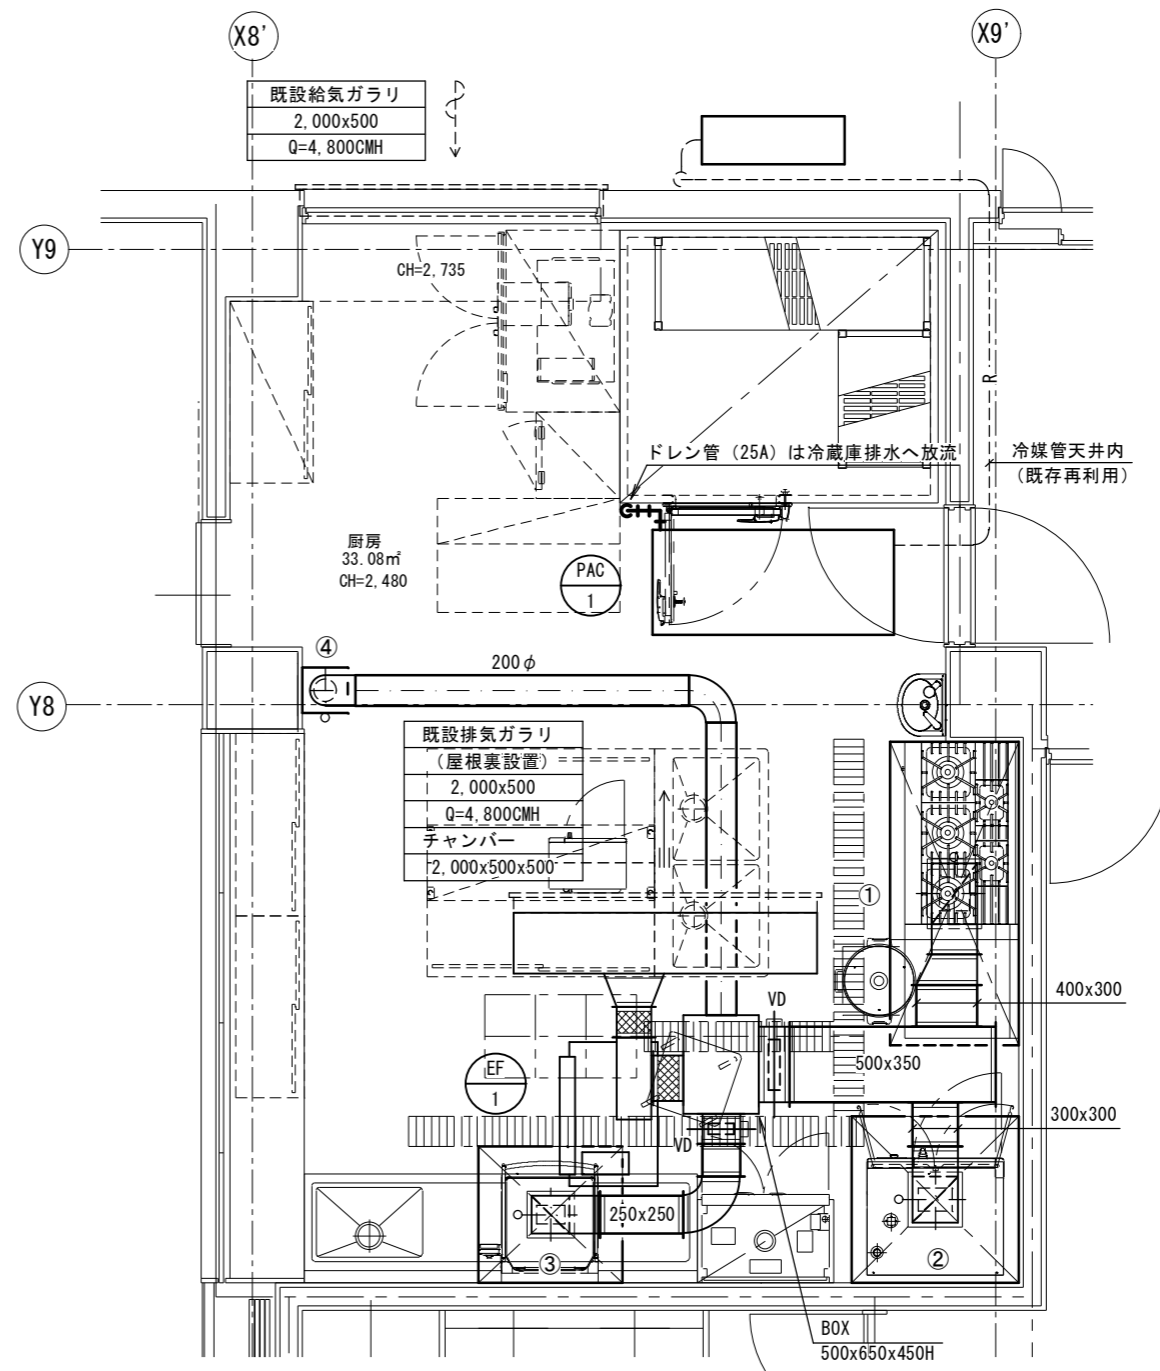 X8'
X9'
既設給気ガラリ
2,000x500
Q=4,800CMH
Y9
CH=2,735
R
ドレン管（25A）は冷蔵庫排水へ放流
冷媒管天井内
（既存再利用）
厨房
33.08㎡
CH=2,480
PAC
1
④
200φ
Y8
既設排気ガラリ
（屋根裏設置）
2,000x500
Q=4,800CMH
チャンバー
2,000x500x500
①
VD
400x300
500x350
EF
1
300x300
VD
250x250
③
②
BOX
500x650x450H